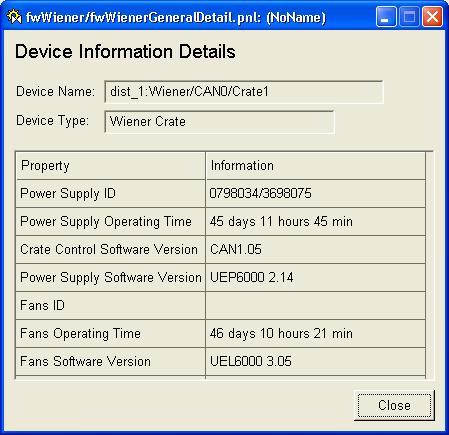 fwWiener/fwWienerGeneralDetail.pnl: (NoName)
Device Information Details
Device Name: dist_1:Wiener/CAN0/Crate1
Device Type: Wiener Crate
Property Information
Power Supply ID 0798034/3698075
Power Supply Operating Time 45 days 11 hours 45 min
Crate Control Software Version CAN1.05
Power Supply Software Version UEP6000 2.14
Fans ID
Fans Operating Time 46 days 10 hours 21 min
Fans Software Version UEL6000 3.05
Close